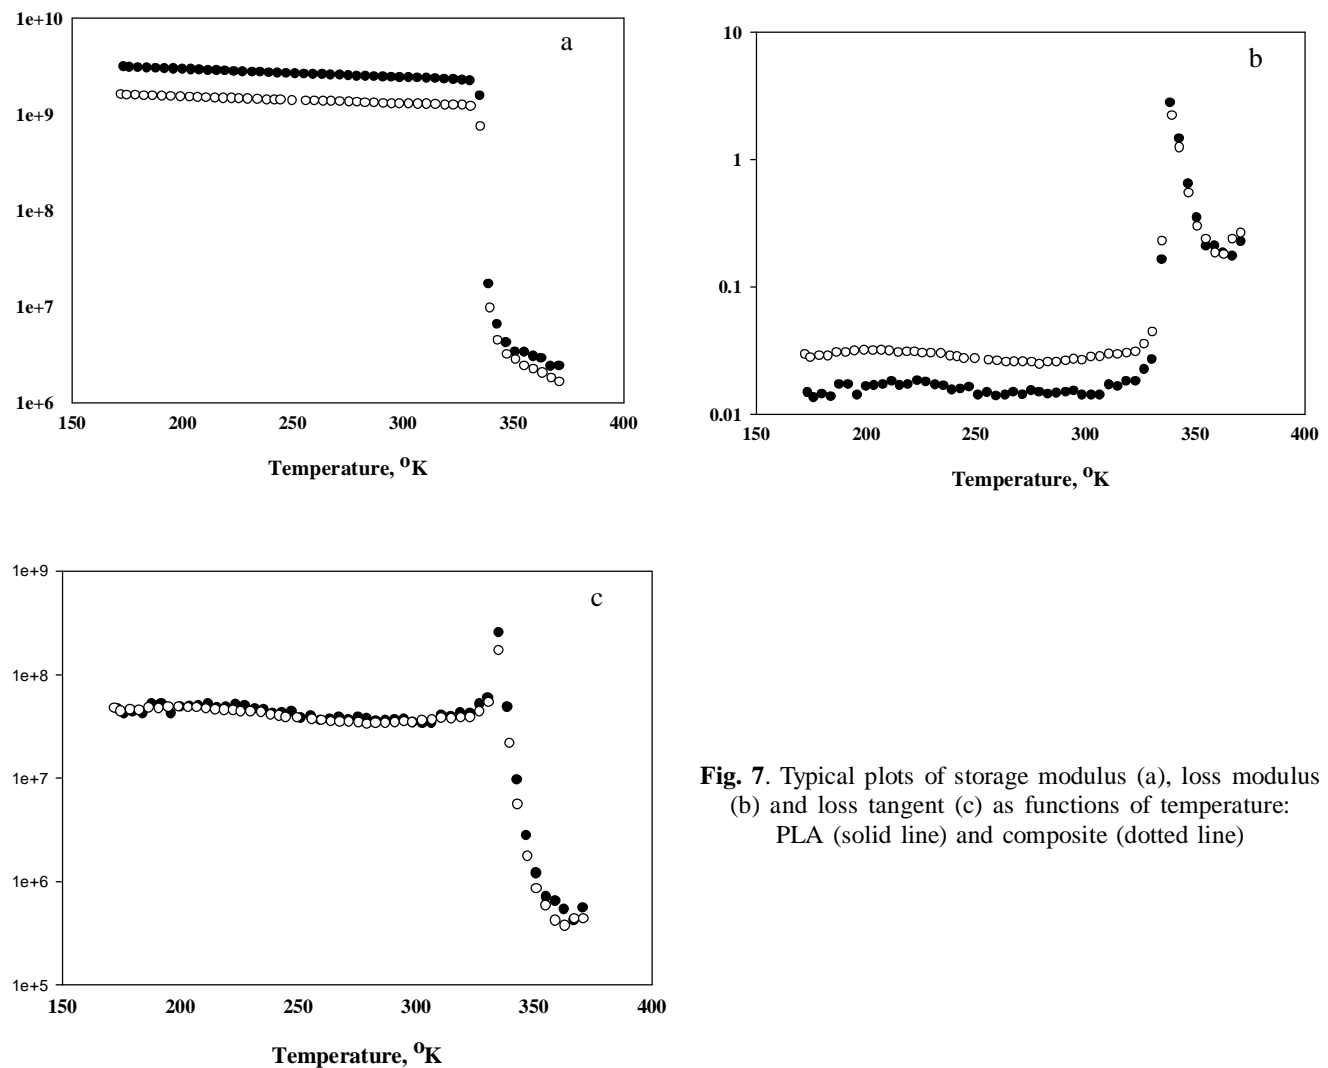 a
1e+10
1e+9
1e+8
1e+7
1e+6
150 200 250 300 350 400
Temperature, °K
b
10
1
0.1
0.01
150 200 250 300 350 400
Temperature, °K
c
1e+9
1e+8
1e+7
1e+6
1e+5
150 200 250 300 350 400
Temperature, °K
Fig. 7. Typical plots of storage modulus (a), loss modulus
(b) and loss tangent (c) as functions of temperature:
PLA (solid line) and composite (dotted line)